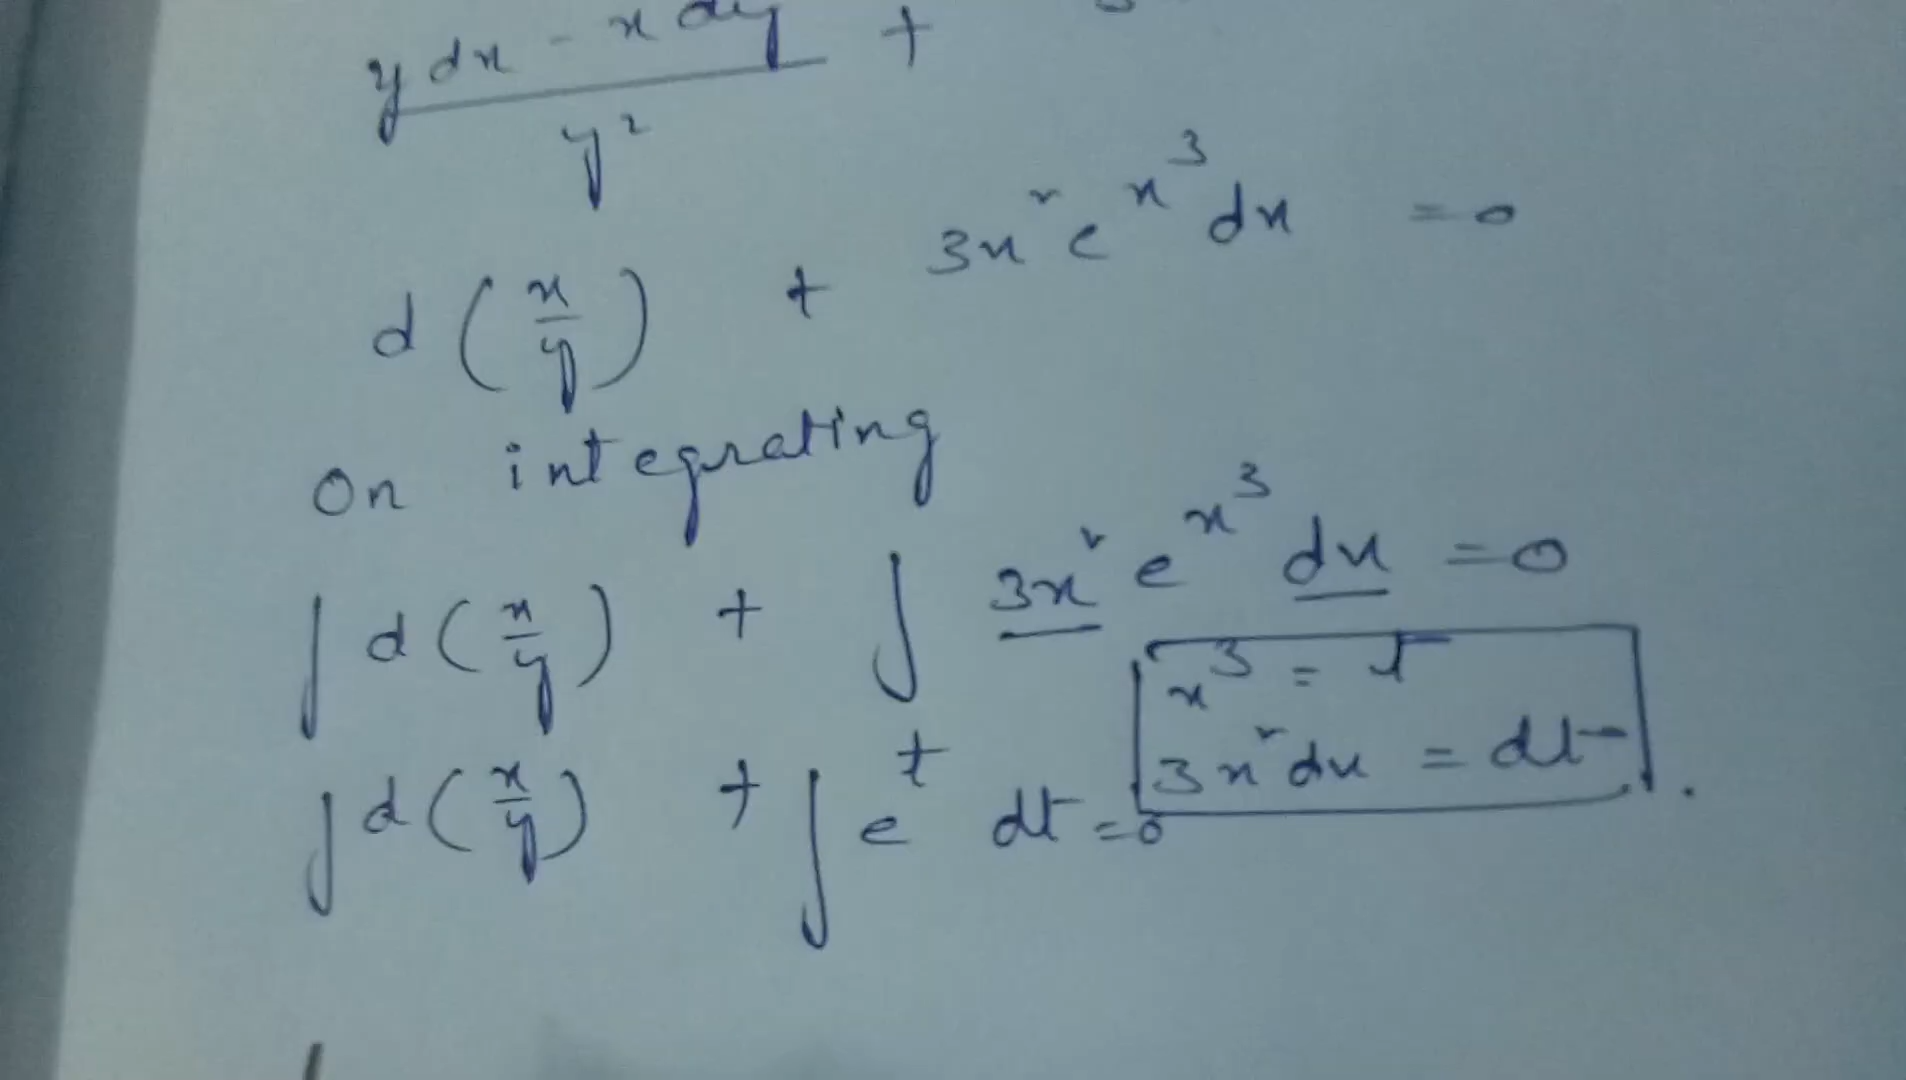 y dx - x dy / y² +
d(x/y) + 3x² e^x³ dx = 0
On integrating
∫ d(x/y) + ∫ 3x² e^x³ dx = 0
x³ = t
3x² dx = dt
∫ d(x/y) + ∫ e^t dt = 0